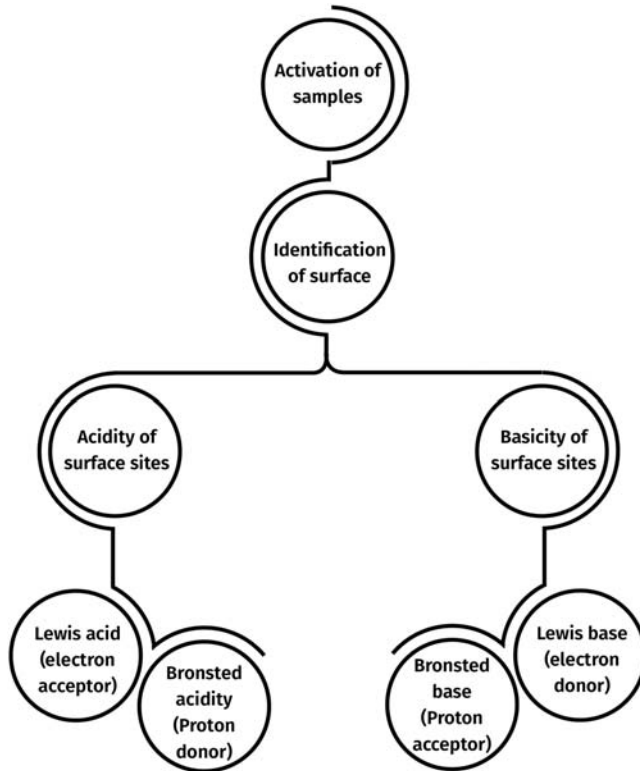 Activation of
samples
Identification
of surface
Acidity of
surface sites
Basicity of
surface sites
Lewis acid
(electron
acceptor)
Bronsted
acidity
(Proton
donor)
Bronsted
base
(Proton
acceptor)
Lewis base
(electron
donor)